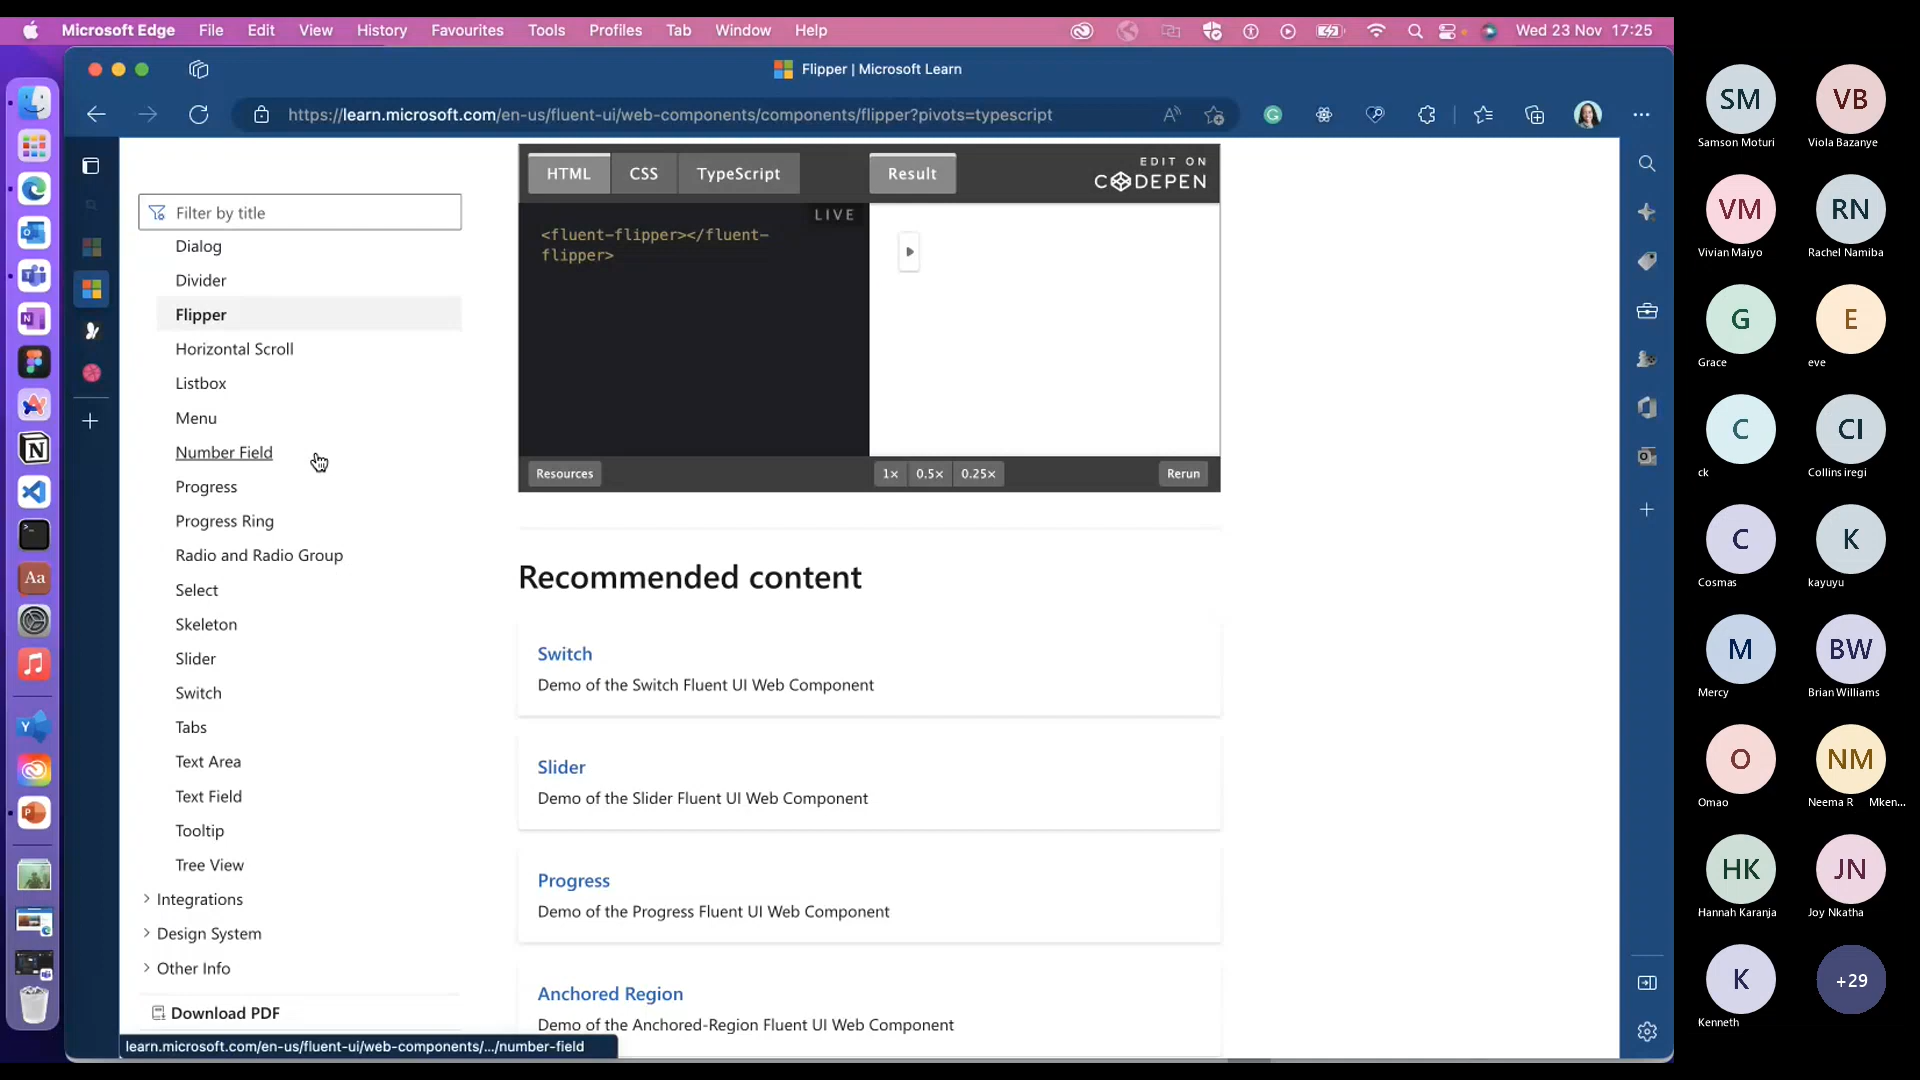 Microsoft Edge File Edit View History Favourites Tools Profiles Tab Window Help Wed 23 Nov 17:25
Flipper | Microsoft Learn
https://learn.microsoft.com/en-us/fluent-ui/web-components/components/flipper?pivots=typescript
Filter by title
Dialog
Divider
Flipper
Horizontal Scroll
Listbox
Menu
Number Field
Progress
Progress Ring
Radio and Radio Group
Select
Skeleton
Slider
Switch
Tabs
Text Area
Text Field
Tooltip
Tree View
Integrations
Design System
Other Info
Download PDF
learn.microsoft.com/en-us/fluent-ui/web-components/.../number-field
HTML CSS TypeScript Result
EDIT ON
CODEPEN
LIVE
<fluent-flipper></fluent-
flipper>
Resources 1× 0.5× 0.25× Rerun
Recommended content
Switch
Demo of the Switch Fluent UI Web Component
Slider
Demo of the Slider Fluent UI Web Component
Progress
Demo of the Progress Fluent UI Web Component
Anchored Region
Demo of the Anchored-Region Fluent UI Web Component
SM VB
Samson Moturi Viola Bazanye
VM RN
Vivian Maiyo Rachel Namiba
G E
Grace eve
C CI
ck Collins iregi
C K
Cosmas kayuyu
M BW
Mercy Brian Williams
O NM
Omao Neema R Mken...
HK JN
Hannah Karanja Joy Nkatha
K +29
Kenneth